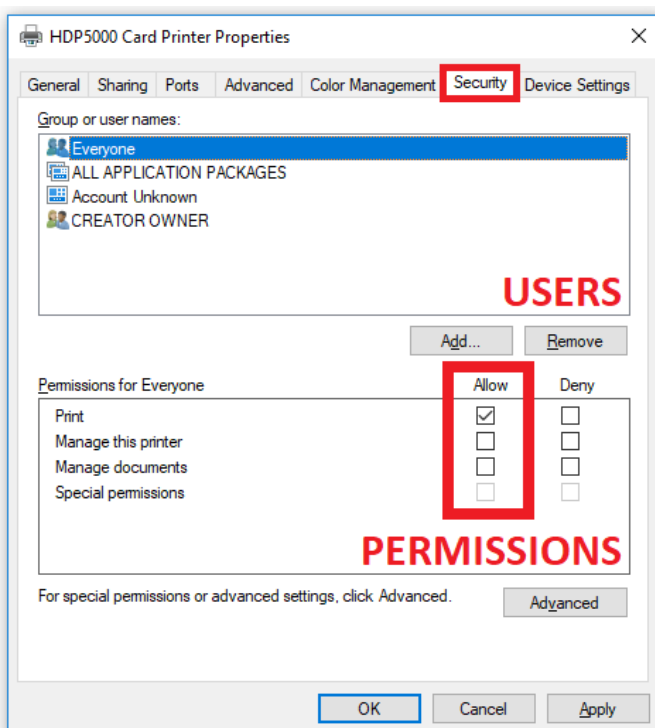 HDP5000 Card Printer Properties
General Sharing Ports Advanced Color Management Security Device Settings
Group or user names:
Everyone
ALL APPLICATION PACKAGES
Account Unknown
CREATOR OWNER
USERS
Add... Remove
Permissions for Everyone Allow Deny
Print
Manage this printer
Manage documents
Special permissions
PERMISSIONS
For special permissions or advanced settings, click Advanced.
Advanced
OK Cancel Apply